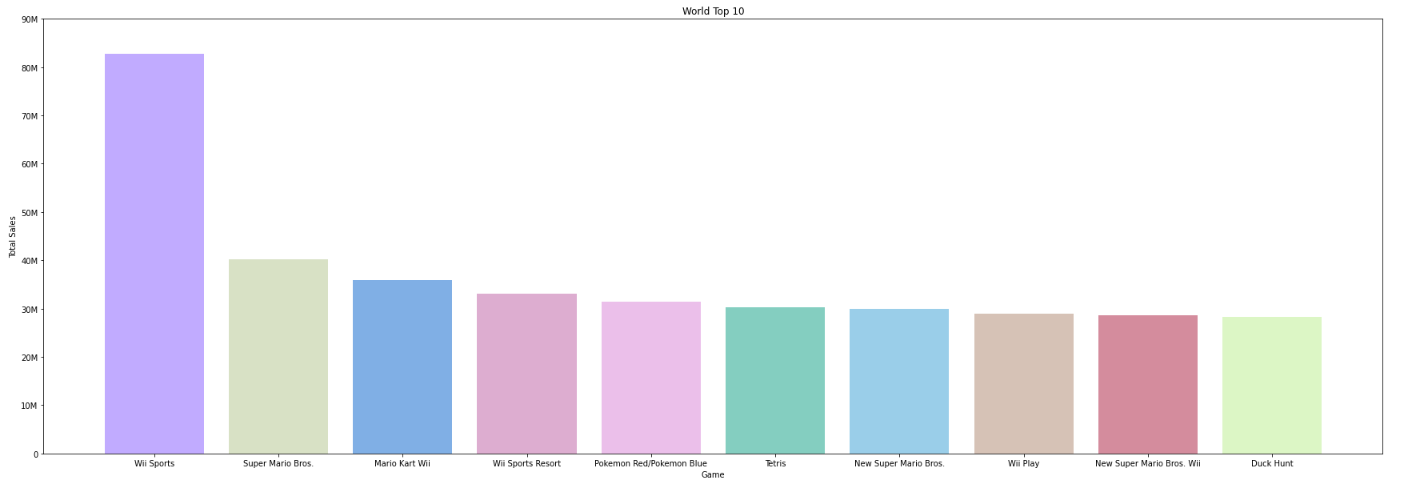 World Top 10
90M
80M
70M
60M
50M
40M
30M
20M
10M
0
Total Sales
Wii Sports
Super Mario Bros.
Mario Kart Wii
Wii Sports Resort
Pokemon Red/Pokemon Blue
Tetris
New Super Mario Bros.
Wii Play
New Super Mario Bros. Wii
Duck Hunt
Game